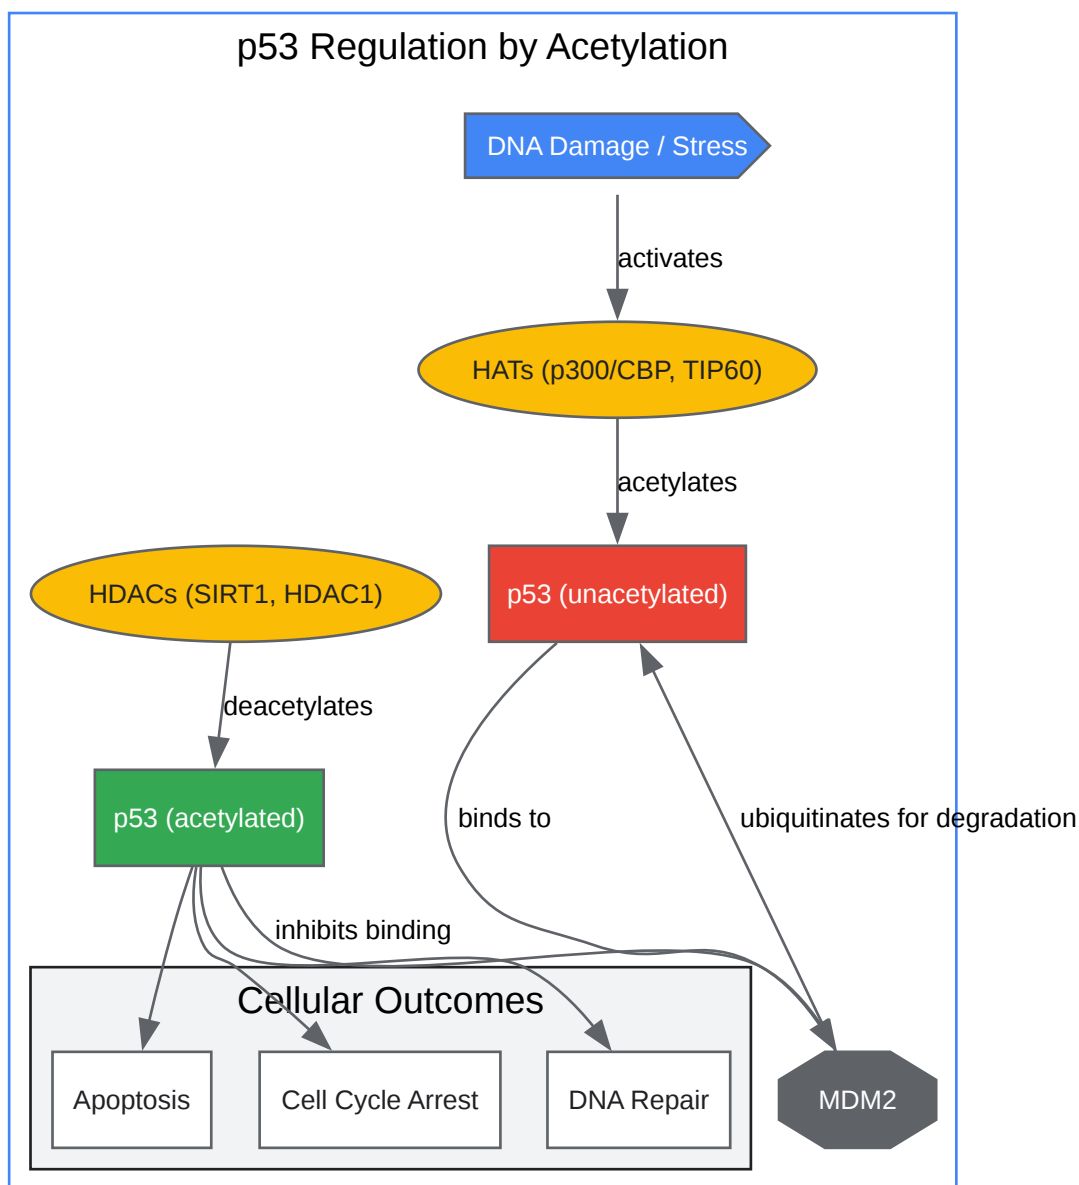 p53 Regulation by Acetylation
DNA Damage / Stress
activates
HATs (p300/CBP, TIP60)
acetylates
HDACs (SIRT1, HDAC1)
p53 (unacetylated)
deacetylates
p53 (acetylated)
binds to
ubiquitinates for degradation
inhibits binding
Cellular Outcomes
Apoptosis
Cell Cycle Arrest
DNA Repair
MDM2